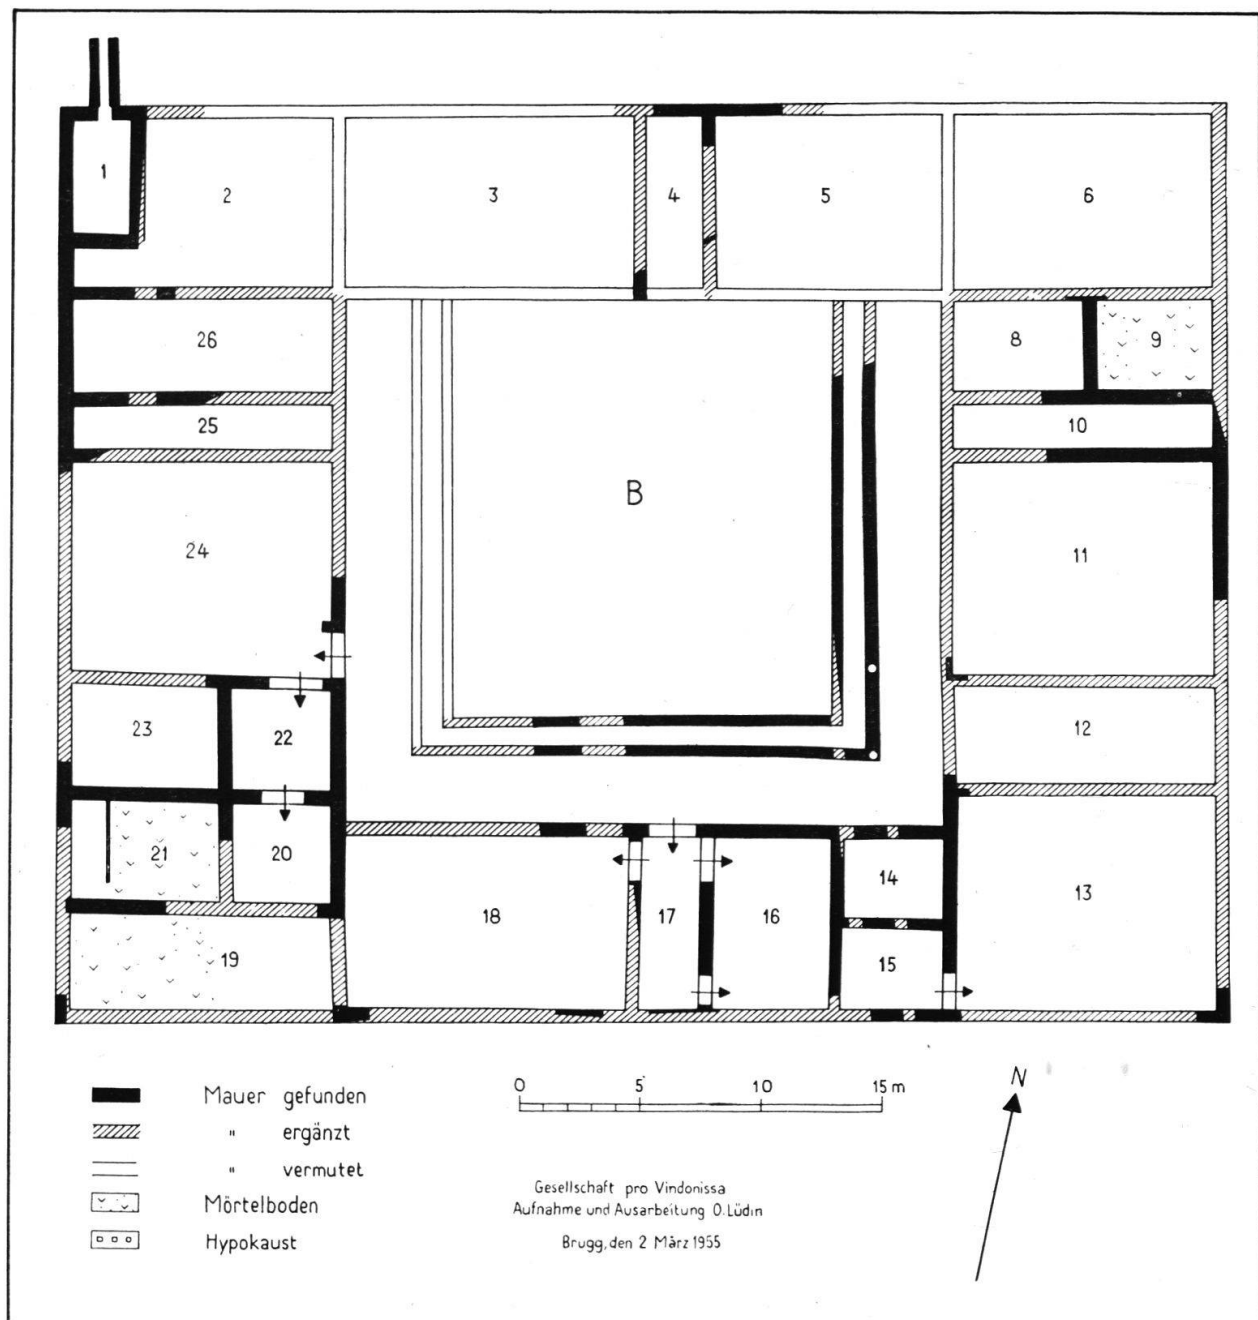 1
2
3
4
5
6
26
8
9
25
10
B
24
11
23
22
12
21
20
14
13
18
17
16
19
15
Mauer gefunden
" ergänzt
" vermutet
Mörtelboden
Hypokaust
0 5 10 15 m
N
Gesellschaft pro Vindonissa
Aufnahme und Ausarbeitung O. Lüdin
Brugg, den 2 März 1955